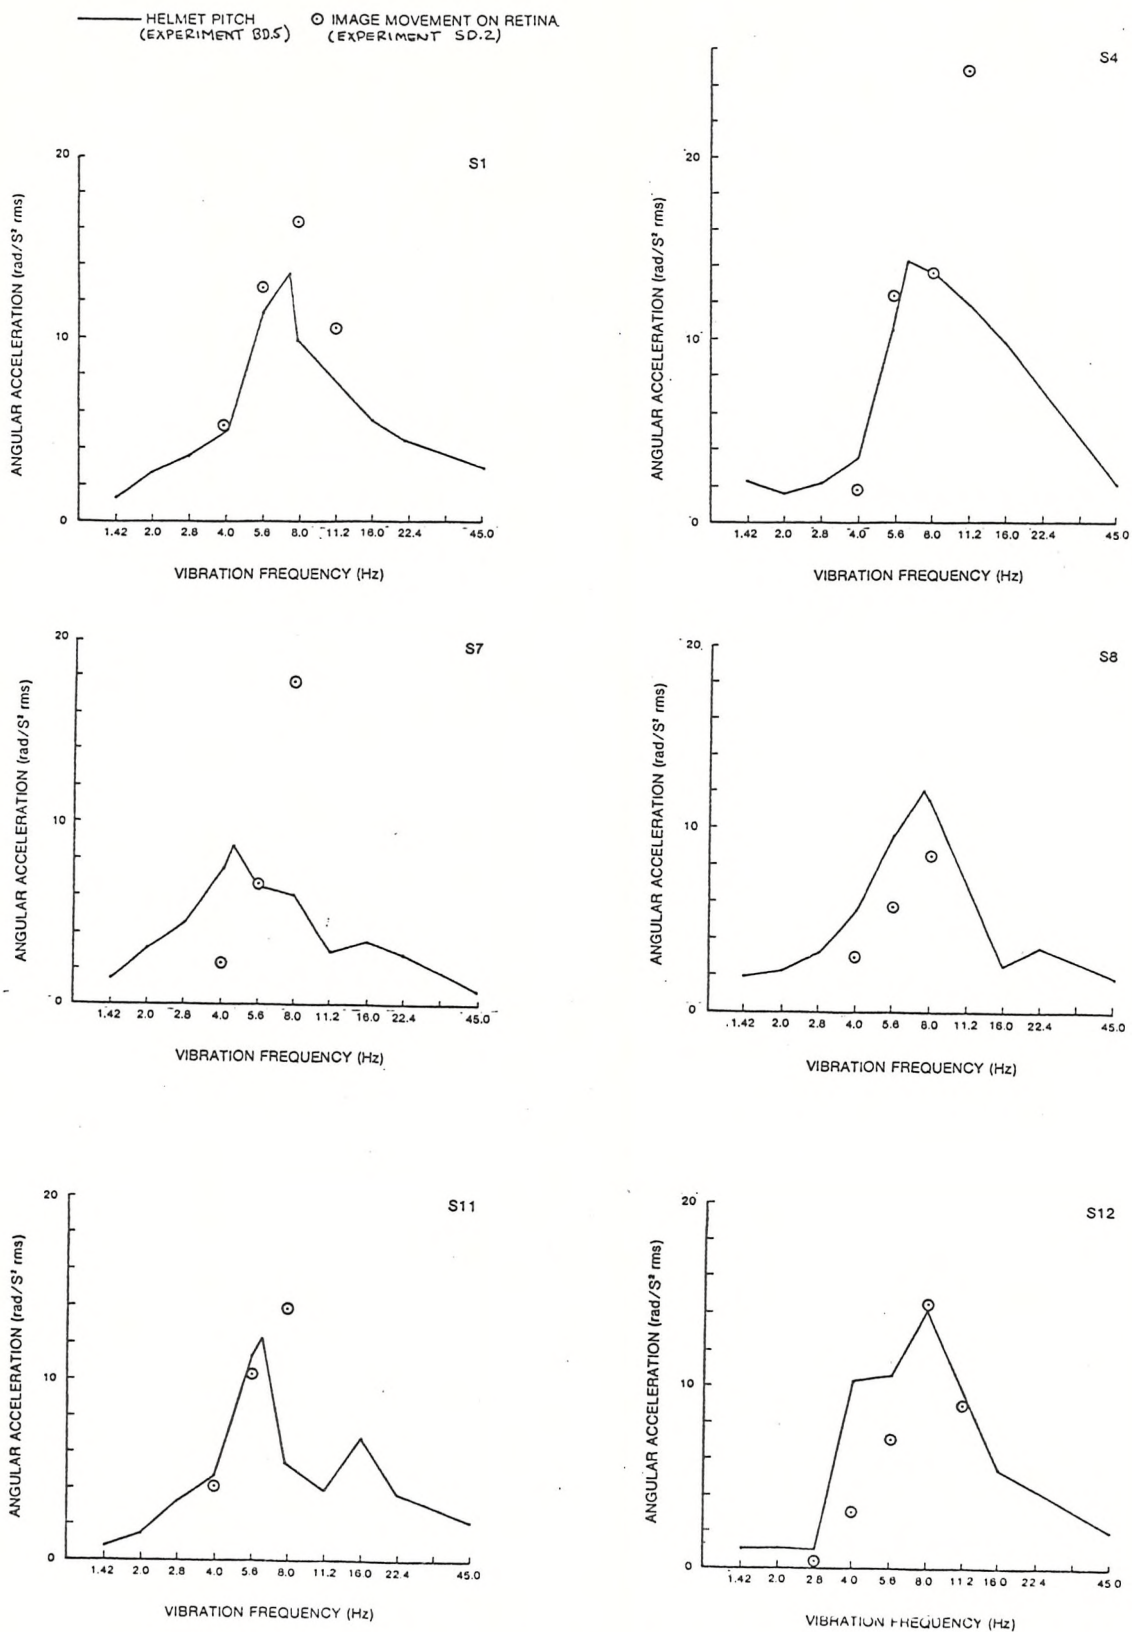 HELMET PITCH ⊙ IMAGE MOVEMENT ON RETINA
(EXPERIMENT BD.5) (EXPERIMENT SD.2)
S1
20
10
0
ANGULAR ACCELERATION (rad/S² rms)
1.42 2.0 2.8 4.0 5.6 8.0 11.2 16.0 22.4 45.0
VIBRATION FREQUENCY (Hz)
S4
20
10
0
ANGULAR ACCELERATION (rad/S² rms)
1.42 2.0 2.8 4.0 5.6 8.0 11.2 16.0 22.4 45.0
VIBRATION FREQUENCY (Hz)
S7
20
10
0
ANGULAR ACCELERATION (rad/S² rms)
1.42 2.0 2.8 4.0 5.6 8.0 11.2 16.0 22.4 45.0
VIBRATION FREQUENCY (Hz)
S8
20
10
0
ANGULAR ACCELERATION (rad/S² rms)
1.42 2.0 2.8 4.0 5.6 8.0 11.2 16.0 22.4 45.0
VIBRATION FREQUENCY (Hz)
S11
20
10
0
ANGULAR ACCELERATION (rad/S² rms)
1.42 2.0 2.8 4.0 5.6 8.0 11.2 16.0 22.4 45.0
VIBRATION FREQUENCY (Hz)
S12
20
10
0
ANGULAR ACCELERATION (rad/S² rms)
1.42 2.0 2.8 4.0 5.6 8.0 11.2 16.0 22.4 45.0
VIBRATION FREQUENCY (Hz)